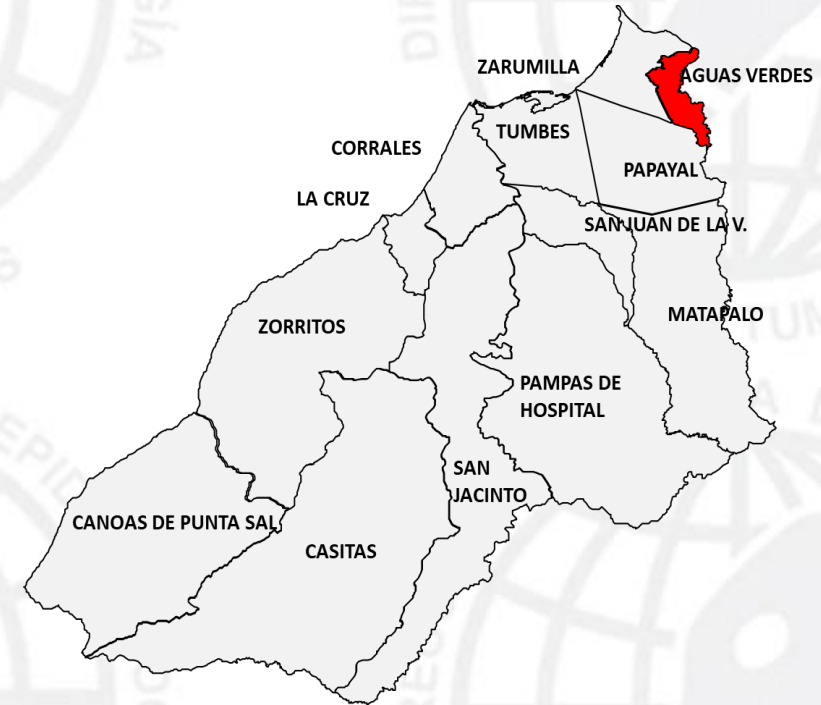 ZARUMILLA
AGUAS VERDES
TUMBES
CORRALES
PAPAYAL
LA CRUZ
SAN JUAN DE LA V.
MATAPALO
ZORRITOS
PAMPAS DE
HOSPITAL
SAN
JACINTO
CANOAS DE PUNTA SAL
CASITAS